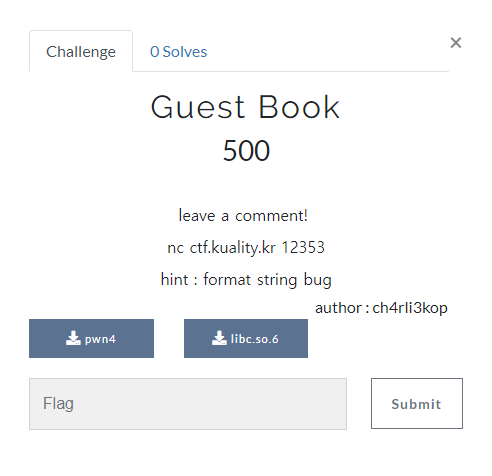 Challenge
0 Solves
×
Guest Book
500
leave a comment!
nc ctf.kuality.kr 12353
hint : format string bug
author : ch4rli3kop
pwn4
libc.so.6
Flag
Submit